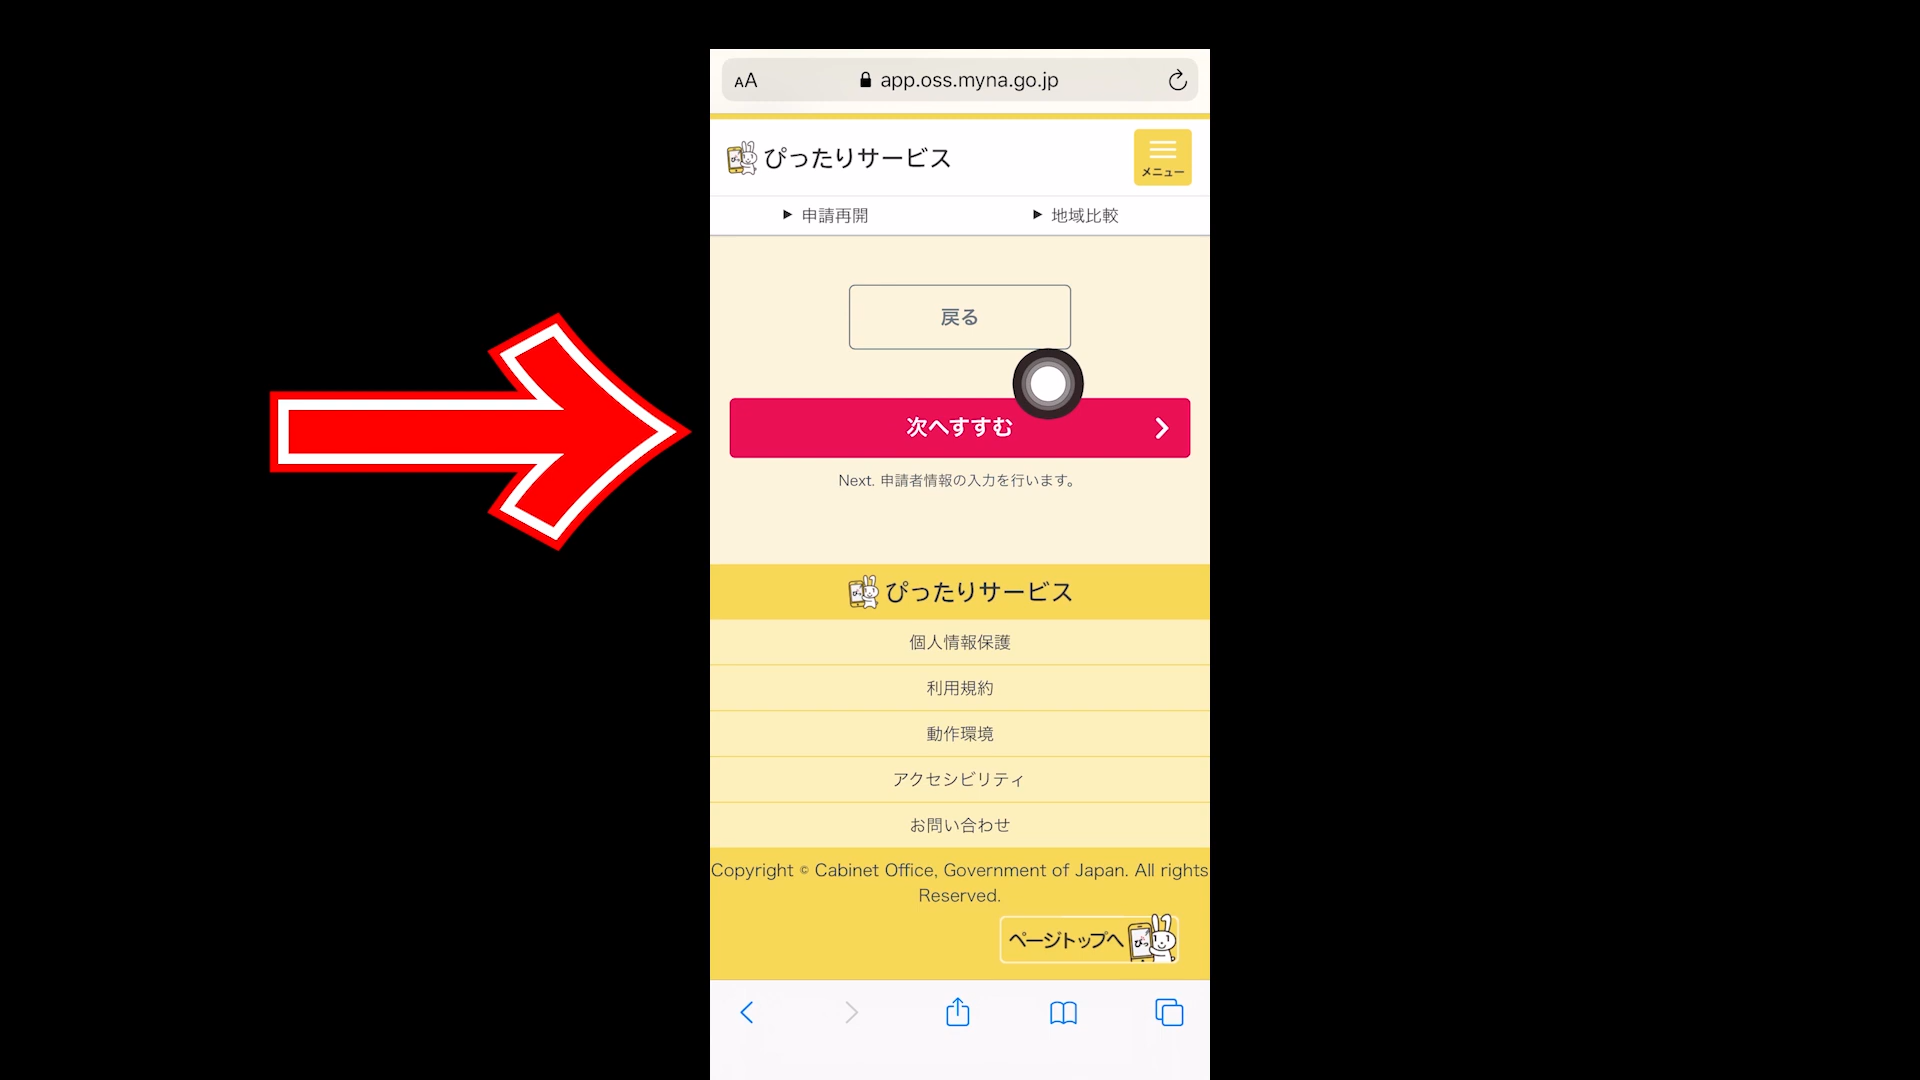 AA app.oss.myna.go.jp
ぴったりサービス
メニュー
▶ 申請再開 ▶ 地域比較
戻る
次へすすむ
Next. 申請者情報の入力を行います。
ぴったりサービス
個人情報保護
利用規約
動作環境
アクセシビリティ
お問い合わせ
Copyright © Cabinet Office, Government of Japan. All rights
Reserved.
ページトップへ